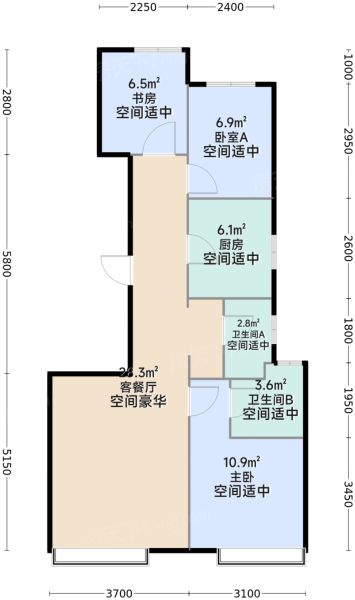 2250
2400
2800
5800
5150
1000
2950
2600
1800
1950
3450
6.5㎡
书房
空间适中
6.9㎡
卧室A
空间适中
6.1㎡
厨房
空间适中
2.8㎡
卫生间A
空间适中
26.3㎡
客餐厅
空间豪华
3.6㎡
卫生间B
空间适中
10.9㎡
主卧
空间适中
3700
3100